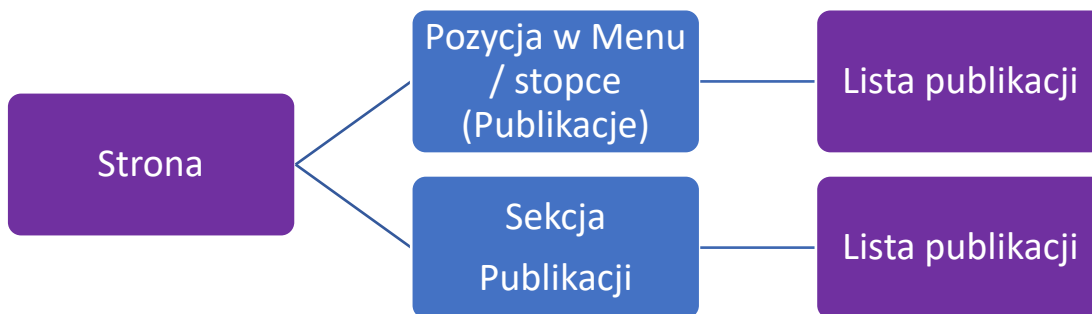 Strona
Pozycja w Menu
/ stopce
(Publikacje)
Lista publikacji
Sekcja
Publikacji
Lista publikacji